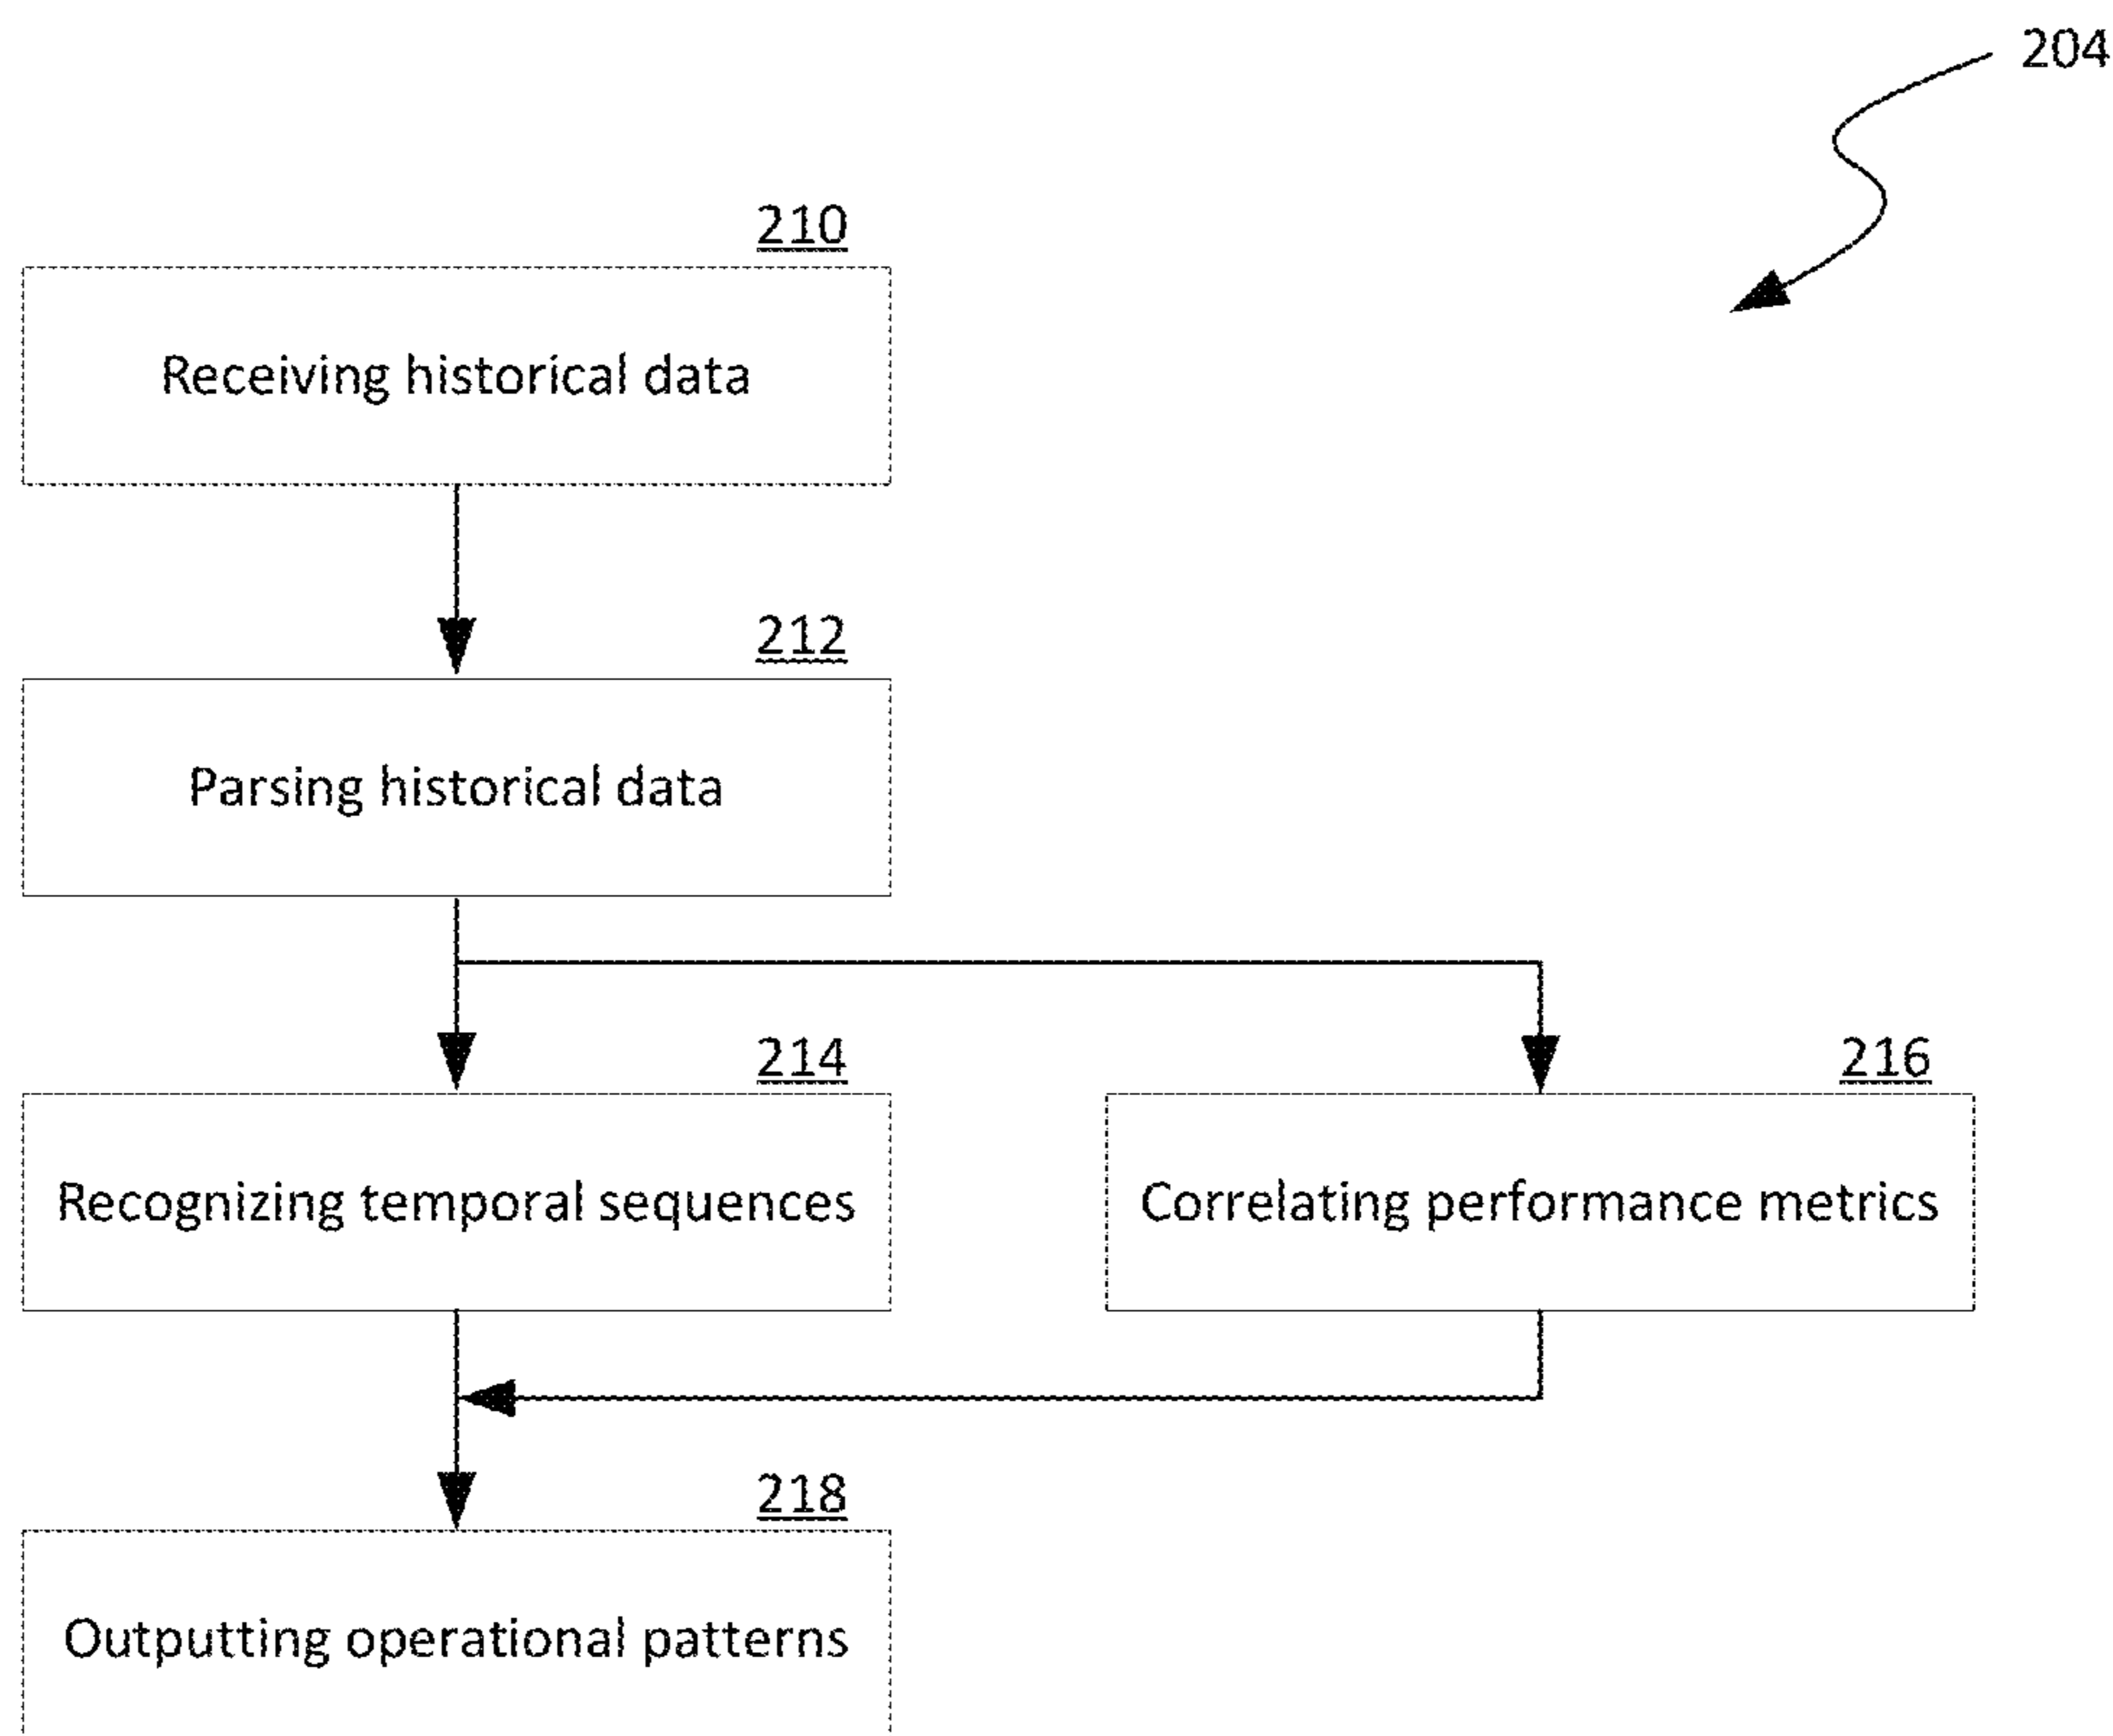 204
210
Receiving historical data
212
Parsing historical data
214
216
Recognizing temporal sequences
Correlating performance metrics
218
Outputting operational patterns